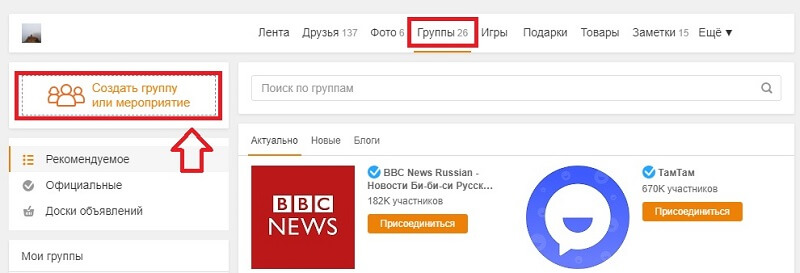 Лента Друзья 137 Фото 6 Группы 26 Игры Подарки Товары Заметки 15 Ещё ▼
Создать группу
или мероприятие
Поиск по группам
Рекомендуемое
Официальные
Доски объявлений
Мои группы
Актуально Новые Блоги
BBC
NEWS
BBC News Russian -
Новости Би-би-си Русск...
182K участников
Присоединиться
ТамТам
670K участников
Присоединиться